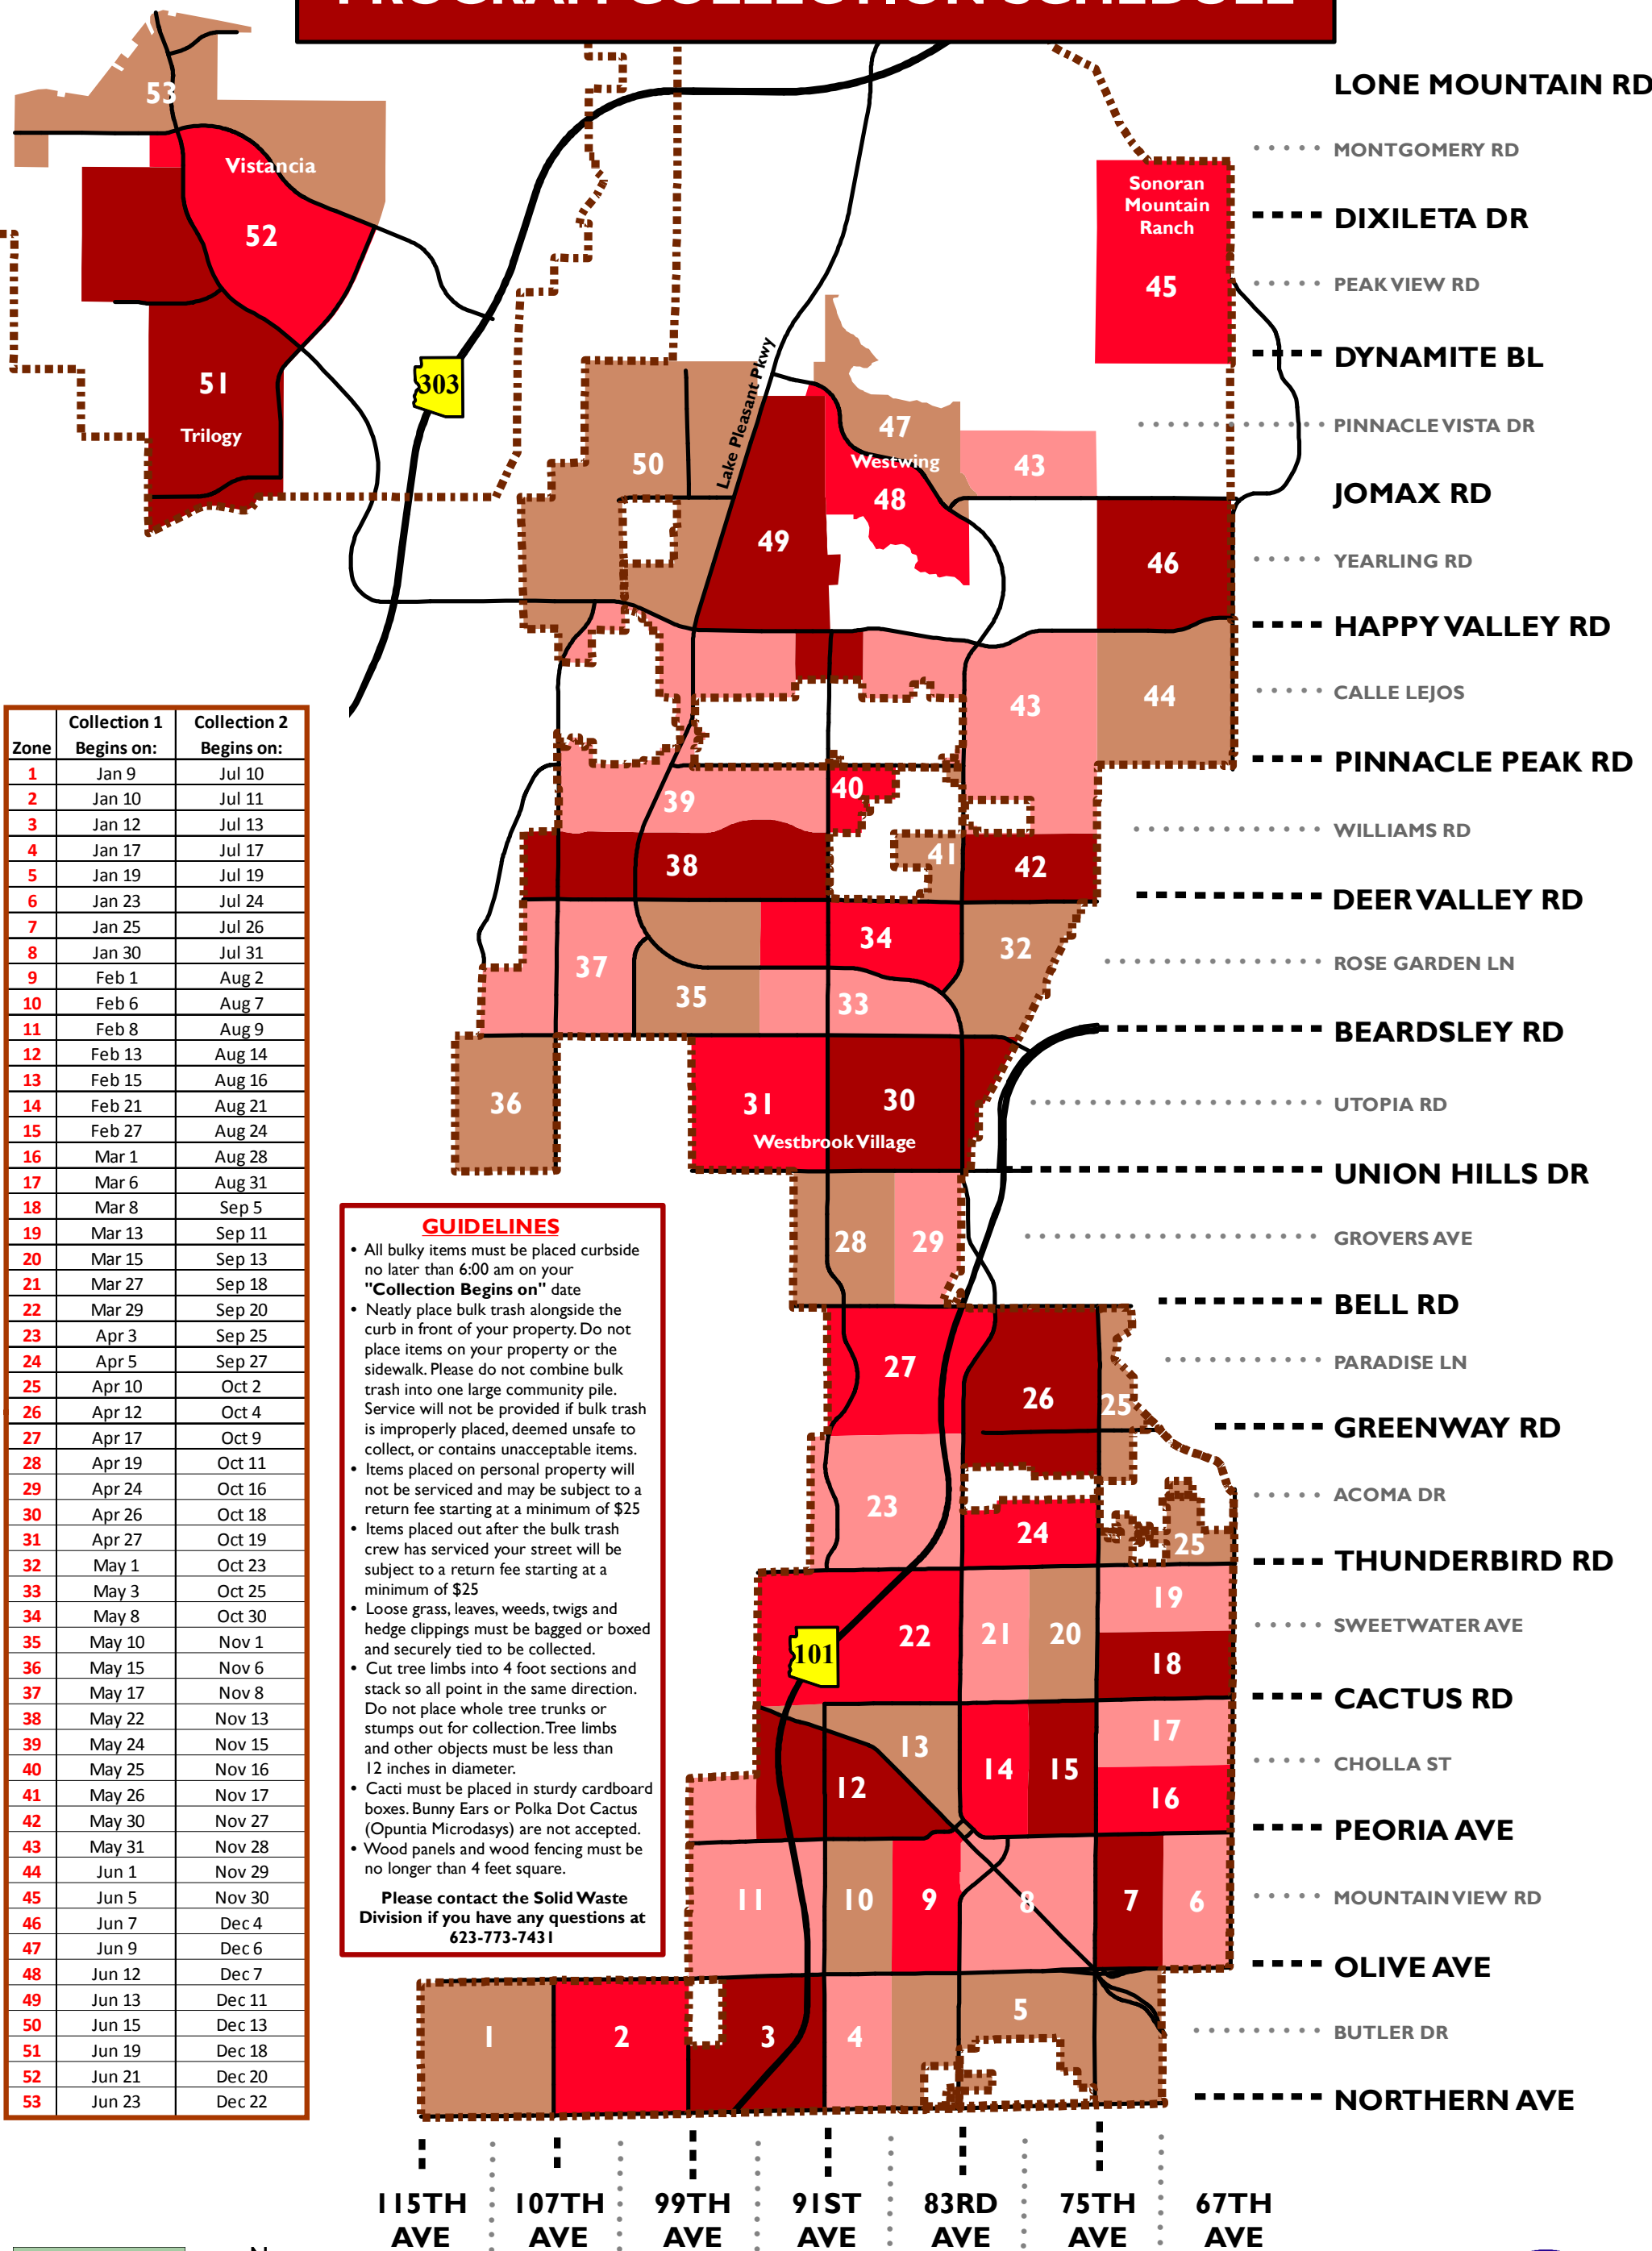 PROGRAM COLLECTION SCHEDULE
LONE MOUNTAIN RD
MONTGOMERY RD
DIXILETA DR
PEAK VIEW RD
DYNAMITE BL
PINNACLE VISTA DR
JOMAX RD
YEARLING RD
HAPPY VALLEY RD
CALLE LEJOS
PINNACLE PEAK RD
WILLIAMS RD
DEER VALLEY RD
ROSE GARDEN LN
BEARDSLEY RD
UTOPIA RD
UNION HILLS DR
GROVERS AVE
BELL RD
PARADISE LN
GREENWAY RD
ACOMA DR
THUNDERBIRD RD
SWEETWATER AVE
CACTUS RD
CHOLLA ST
PEORIA AVE
MOUNTAIN VIEW RD
OLIVE AVE
BUTLER DR
NORTHERN AVE
53
Vistancia
52
51
Trilogy
303
Sonoran
Mountain
Ranch
45
Lake Pleasant Pkwy
50
47
Westwing
48
43
49
46
43
44
39
40
38
41
42
37
34
32
35
33
36
31
30
Westbrook Village
28
29
27
26
25
23
24
25
101
22
21
20
19
18
13
12
14
15
17
16
11
10
9
8
7
6
1
2
3
4
5
Zone Collection 1 Begins on: Collection 2 Begins on:
1 Jan 9 Jul 10
2 Jan 10 Jul 11
3 Jan 12 Jul 13
4 Jan 17 Jul 17
5 Jan 19 Jul 19
6 Jan 23 Jul 24
7 Jan 25 Jul 26
8 Jan 30 Jul 31
9 Feb 1 Aug 2
10 Feb 6 Aug 7
11 Feb 8 Aug 9
12 Feb 13 Aug 14
13 Feb 15 Aug 16
14 Feb 21 Aug 21
15 Feb 27 Aug 24
16 Mar 1 Aug 28
17 Mar 6 Aug 31
18 Mar 8 Sep 5
19 Mar 13 Sep 11
20 Mar 15 Sep 13
21 Mar 27 Sep 18
22 Mar 29 Sep 20
23 Apr 3 Sep 25
24 Apr 5 Sep 27
25 Apr 10 Oct 2
26 Apr 12 Oct 4
27 Apr 17 Oct 9
28 Apr 19 Oct 11
29 Apr 24 Oct 16
30 Apr 26 Oct 18
31 Apr 27 Oct 19
32 May 1 Oct 23
33 May 3 Oct 25
34 May 8 Oct 30
35 May 10 Nov 1
36 May 15 Nov 6
37 May 17 Nov 8
38 May 22 Nov 13
39 May 24 Nov 15
40 May 25 Nov 16
41 May 26 Nov 17
42 May 30 Nov 27
43 May 31 Nov 28
44 Jun 1 Nov 29
45 Jun 5 Nov 30
46 Jun 7 Dec 4
47 Jun 9 Dec 6
48 Jun 12 Dec 7
49 Jun 13 Dec 11
50 Jun 15 Dec 13
51 Jun 19 Dec 18
52 Jun 21 Dec 20
53 Jun 23 Dec 22
GUIDELINES
• All bulky items must be placed curbside
no later than 6:00 am on your
"Collection Begins on" date
• Neatly place bulk trash alongside the
curb in front of your property. Do not
place items on your property or the
sidewalk. Please do not combine bulk
trash into one large community pile.
Service will not be provided if bulk trash
is improperly placed, deemed unsafe to
collect, or contains unacceptable items.
• Items placed on personal property will
not be serviced and may be subject to a
return fee starting at a minimum of $25
• Items placed out after the bulk trash
crew has serviced your street will be
subject to a return fee starting at a
minimum of $25
• Loose grass, leaves, weeds, twigs and
hedge clippings must be bagged or boxed
and securely tied to be collected.
• Cut tree limbs into 4 foot sections and
stack so all point in the same direction.
Do not place whole tree trunks or
stumps out for collection. Tree limbs
and other objects must be less than
12 inches in diameter.
• Cacti must be placed in sturdy cardboard
boxes. Bunny Ears or Polka Dot Cactus
(Opuntia Microdasys) are not accepted.
• Wood panels and wood fencing must be
no longer than 4 feet square.
Please contact the Solid Waste
Division if you have any questions at
623-773-7431
115TH AVE
107TH AVE
99TH AVE
91ST AVE
83RD AVE
75TH AVE
67TH AVE
N